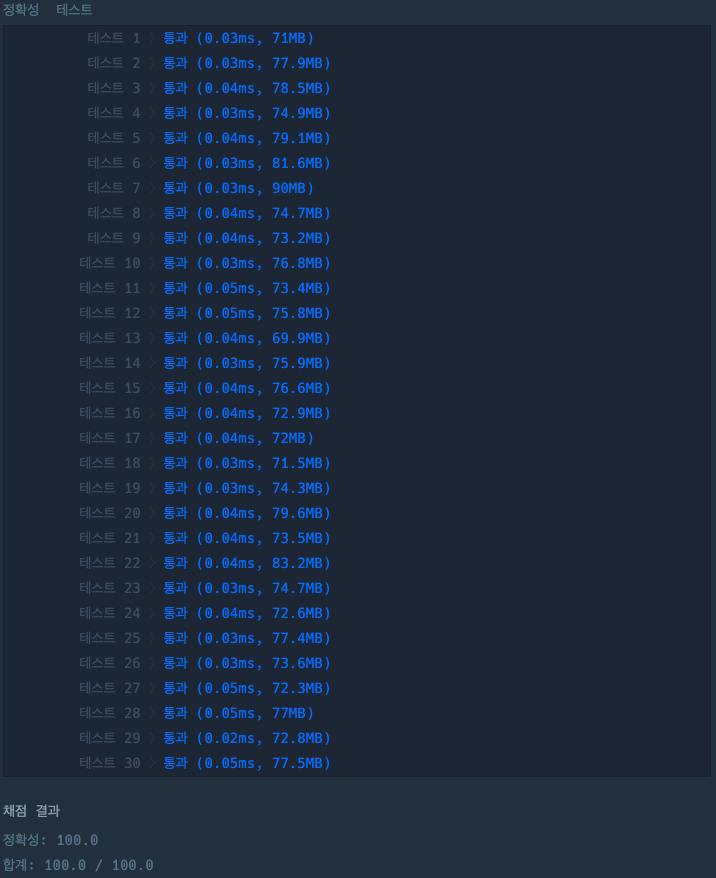 정확성 테스트
테스트 1 〉 통과 (0.03ms, 71MB)
테스트 2 〉 통과 (0.03ms, 77.9MB)
테스트 3 〉 통과 (0.04ms, 78.5MB)
테스트 4 〉 통과 (0.03ms, 74.9MB)
테스트 5 〉 통과 (0.04ms, 79.1MB)
테스트 6 〉 통과 (0.03ms, 81.6MB)
테스트 7 〉 통과 (0.03ms, 90MB)
테스트 8 〉 통과 (0.04ms, 74.7MB)
테스트 9 〉 통과 (0.04ms, 73.2MB)
테스트 10 〉 통과 (0.03ms, 76.8MB)
테스트 11 〉 통과 (0.05ms, 73.4MB)
테스트 12 〉 통과 (0.05ms, 75.8MB)
테스트 13 〉 통과 (0.04ms, 69.9MB)
테스트 14 〉 통과 (0.03ms, 75.9MB)
테스트 15 〉 통과 (0.04ms, 76.6MB)
테스트 16 〉 통과 (0.04ms, 72.9MB)
테스트 17 〉 통과 (0.04ms, 72MB)
테스트 18 〉 통과 (0.03ms, 71.5MB)
테스트 19 〉 통과 (0.03ms, 74.3MB)
테스트 20 〉 통과 (0.04ms, 79.6MB)
테스트 21 〉 통과 (0.04ms, 73.5MB)
테스트 22 〉 통과 (0.04ms, 83.2MB)
테스트 23 〉 통과 (0.03ms, 74.7MB)
테스트 24 〉 통과 (0.04ms, 72.6MB)
테스트 25 〉 통과 (0.03ms, 77.4MB)
테스트 26 〉 통과 (0.03ms, 73.6MB)
테스트 27 〉 통과 (0.05ms, 72.3MB)
테스트 28 〉 통과 (0.05ms, 77MB)
테스트 29 〉 통과 (0.02ms, 72.8MB)
테스트 30 〉 통과 (0.05ms, 77.5MB)
채점 결과
정확성: 100.0
합계: 100.0 / 100.0